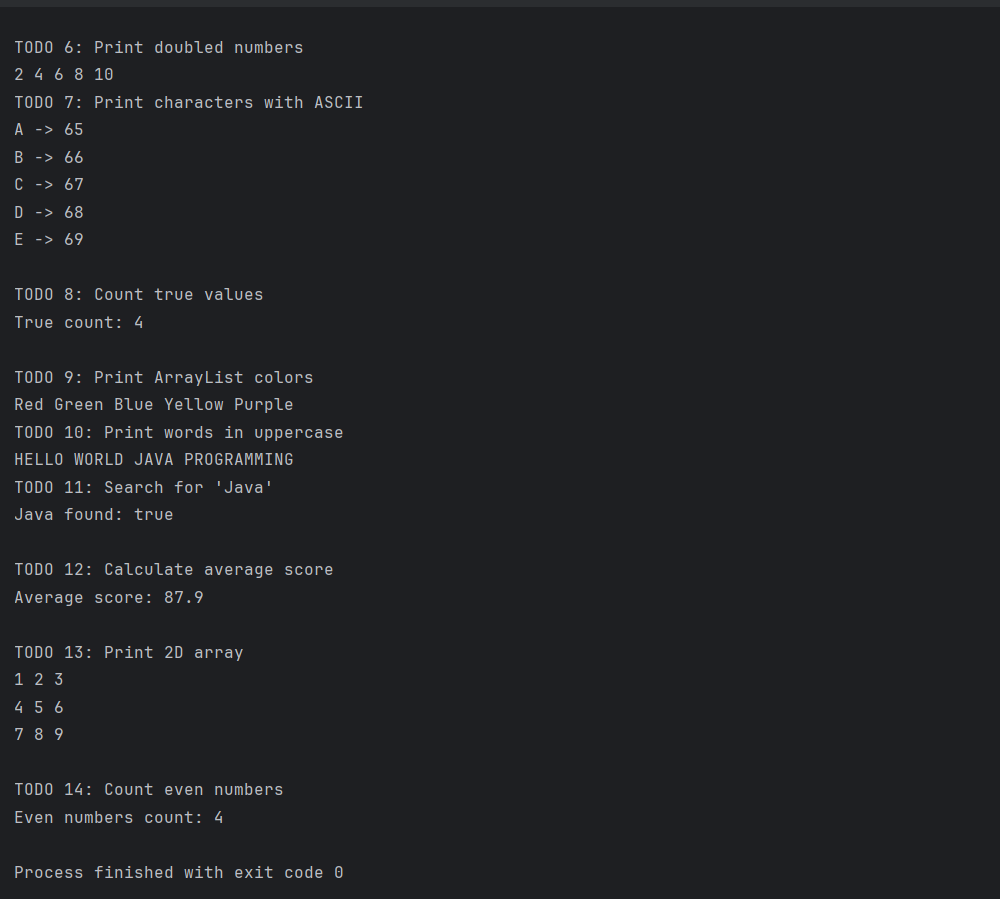 TODO 6: Print doubled numbers
2 4 6 8 10
TODO 7: Print characters with ASCII
A -> 65
B -> 66
C -> 67
D -> 68
E -> 69
TODO 8: Count true values
True count: 4
TODO 9: Print ArrayList colors
Red Green Blue Yellow Purple
TODO 10: Print words in uppercase
HELLO WORLD JAVA PROGRAMMING
TODO 11: Search for 'Java'
Java found: true
TODO 12: Calculate average score
Average score: 87.9
TODO 13: Print 2D array
1 2 3
4 5 6
7 8 9
TODO 14: Count even numbers
Even numbers count: 4
Process finished with exit code 0